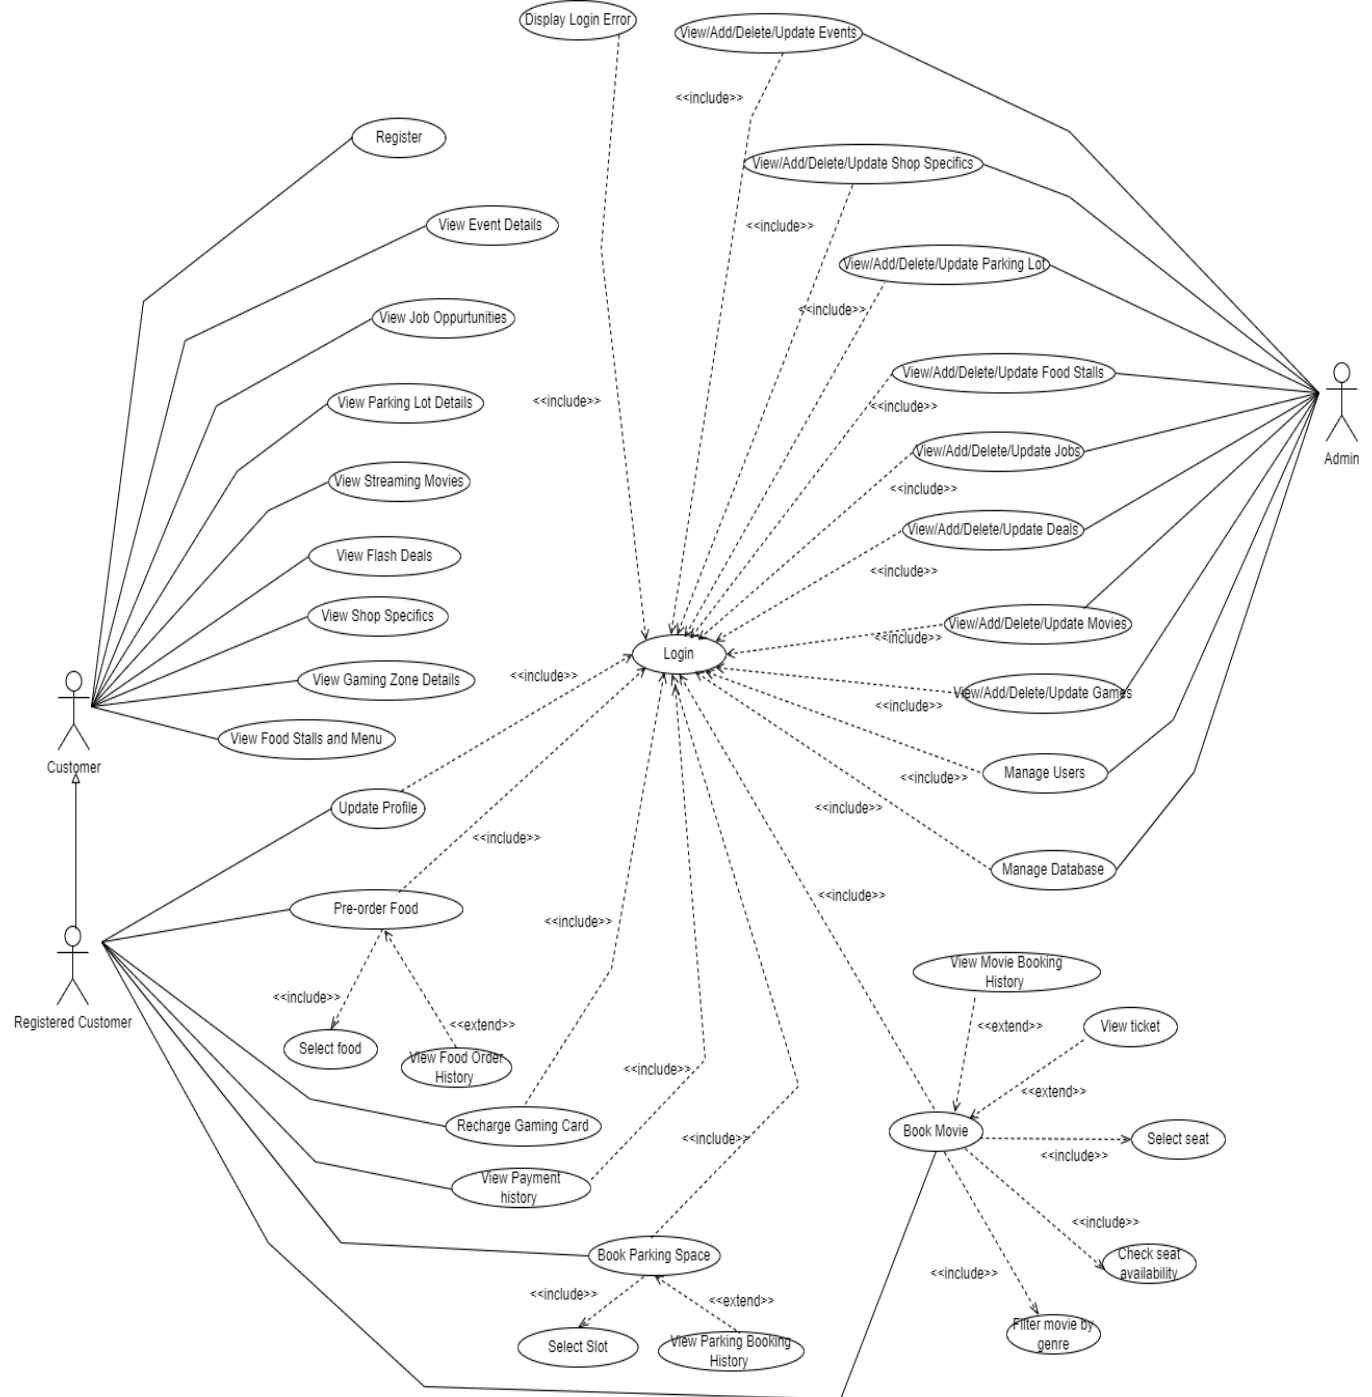 Display Login Error
View/Add/Delete/Update Events
<<include>>
Register
View/Add/Delete/Update Shop Specifics
View Event Details
<<include>>
View/Add/Delete/Update Parking Lot
<<include>>
View Job Oppurtunities
View/Add/Delete/Update Food Stalls
View Parking Lot Details
<<include>>
<<include>>
View/Add/Delete/Update Jobs
Admin
View Streaming Movies
<<include>>
View/Add/Delete/Update Deals
View Flash Deals
<<include>>
View Shop Specifics
View/Add/Delete/Update Movies
<<include>>
Login
View Gaming Zone Details
<<include>>
View/Add/Delete/Update Games
<<include>>
View Food Stalls and Menu
Customer
Manage Users
<<include>>
Update Profile
<<include>>
<<include>>
Manage Database
<<include>>
Pre-order Food
<<include>>
View Movie Booking
History
<<include>>
Registered Customer
<<extend>>
<<extend>>
View ticket
Select food
View Food Order
History
<<include>>
<<extend>>
Recharge Gaming Card
Book Movie
<<include>>
Select seat
<<include>>
View Payment
history
<<include>>
Book Parking Space
Check seat
availability
<<include>>
<<include>>
<<extend>>
Filter movie by
genre
Select Slot
View Parking Booking
History